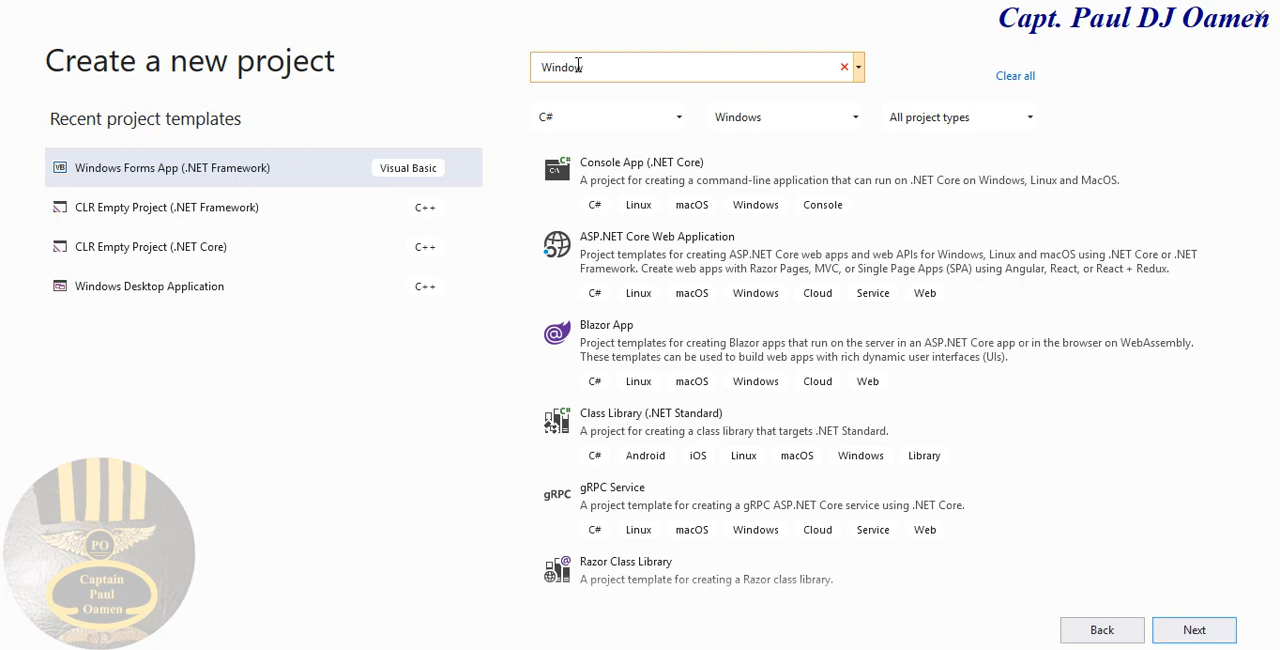 Capt. Paul DJ Oamen
Create a new project
Window
Clear all
Recent project templates
C#
Windows
All project types
VB
Windows Forms App (.NET Framework)
Visual Basic
CLR Empty Project (.NET Framework)
C++
CLR Empty Project (.NET Core)
C++
Windows Desktop Application
C++
C#
C:\
Console App (.NET Core)
A project for creating a command-line application that can run on .NET Core on Windows, Linux and MacOS.
C# Linux macOS Windows Console
ASP.NET Core Web Application
Project templates for creating ASP.NET Core web apps and web APIs for Windows, Linux and macOS using .NET Core or .NET
Framework. Create web apps with Razor Pages, MVC, or Single Page Apps (SPA) using Angular, React, or React + Redux.
C# Linux macOS Windows Cloud Service Web
@
Blazor App
Project templates for creating Blazor apps that run on the server in an ASP.NET Core app or in the browser on WebAssembly.
These templates can be used to build web apps with rich dynamic user interfaces (UIs).
C# Linux macOS Windows Cloud Web
C#
Class Library (.NET Standard)
A project for creating a class library that targets .NET Standard.
C# Android iOS Linux macOS Windows Library
gRPC
gRPC Service
A project template for creating a gRPC ASP.NET Core service using .NET Core.
C# Linux macOS Windows Cloud Service Web
@
Razor Class Library
A project template for creating a Razor class library.
PO
Captain
Paul
Oamen
Back
Next